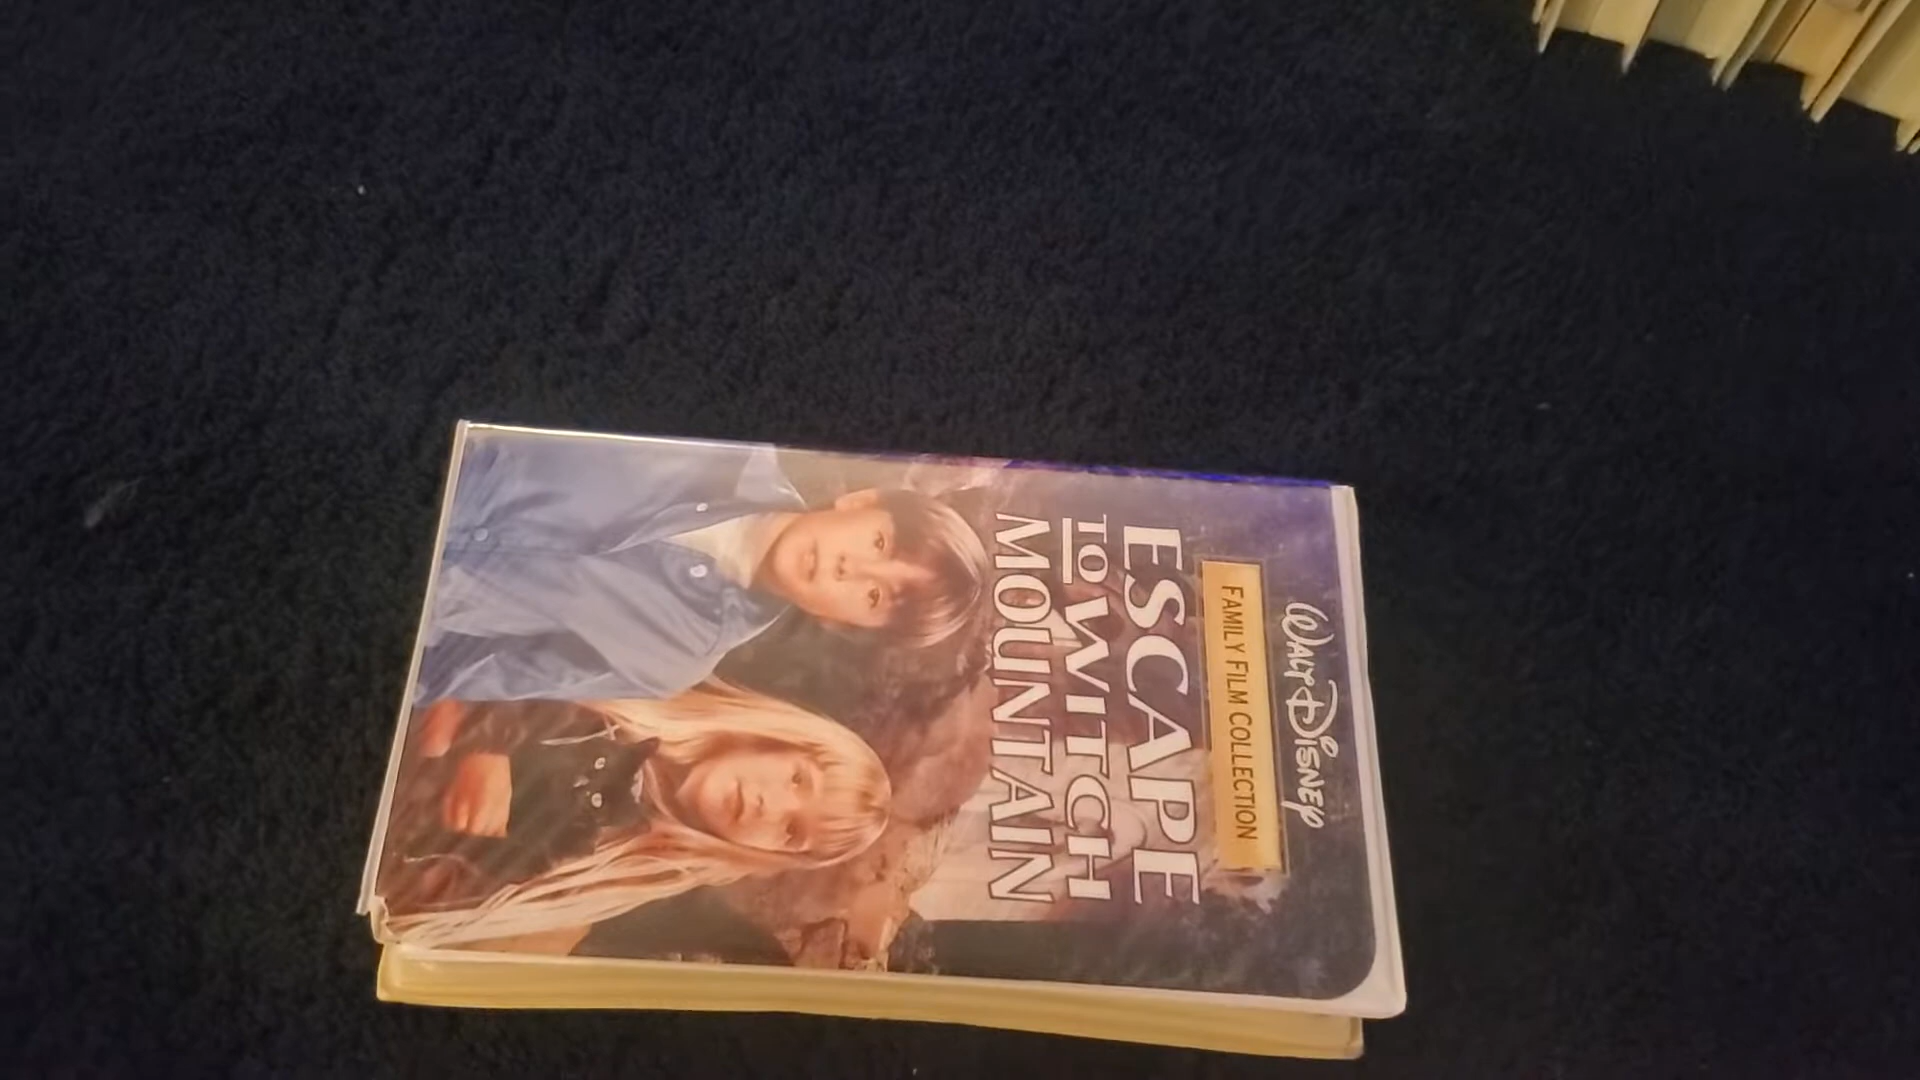 WALT DISNEY
FAMILY FILM COLLECTION
ESCAPE
TO WITCH
MOUNTAIN